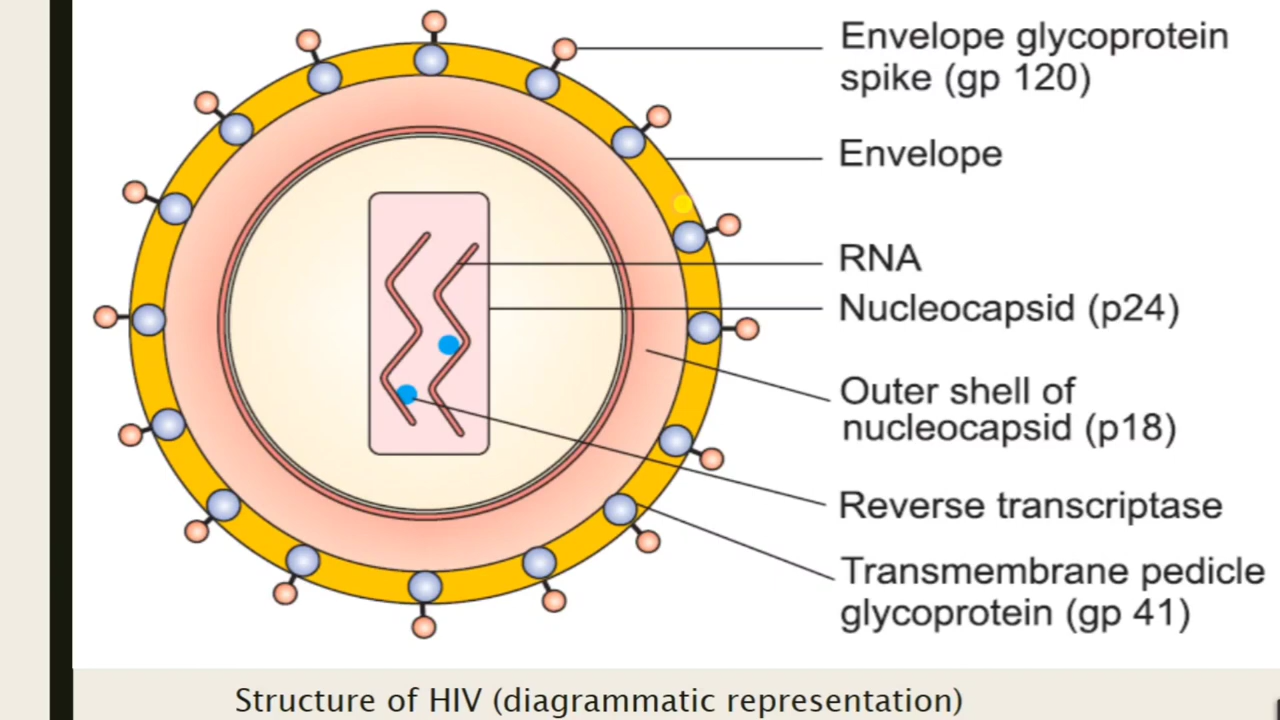 Envelope glycoprotein
spike (gp 120)
Envelope
RNA
Nucleocapsid (p24)
Outer shell of
nucleocapsid (p18)
Reverse transcriptase
Transmembrane pedicle
glycoprotein (gp 41)
Structure of HIV (diagrammatic representation)